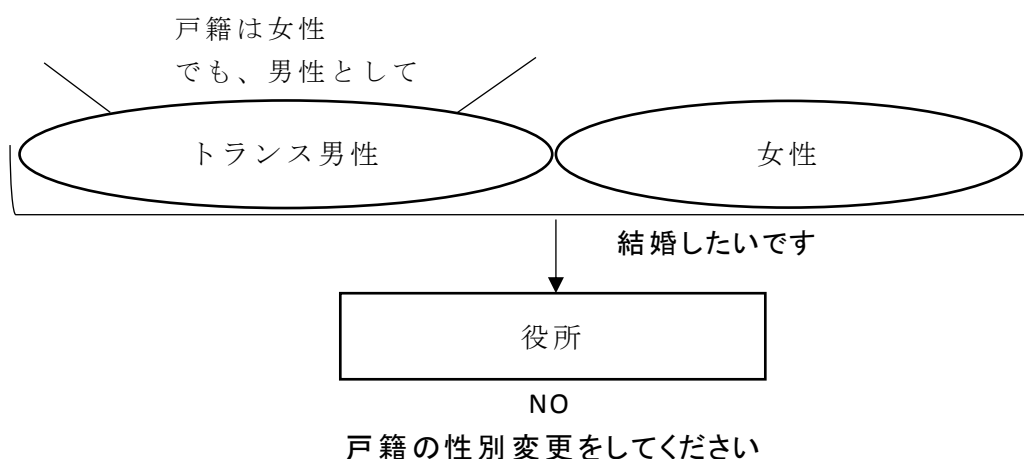 戸籍は女性
でも、男性として
トランス男性
女性
結婚したいです
役所
NO
戸籍の性別変更をしてください